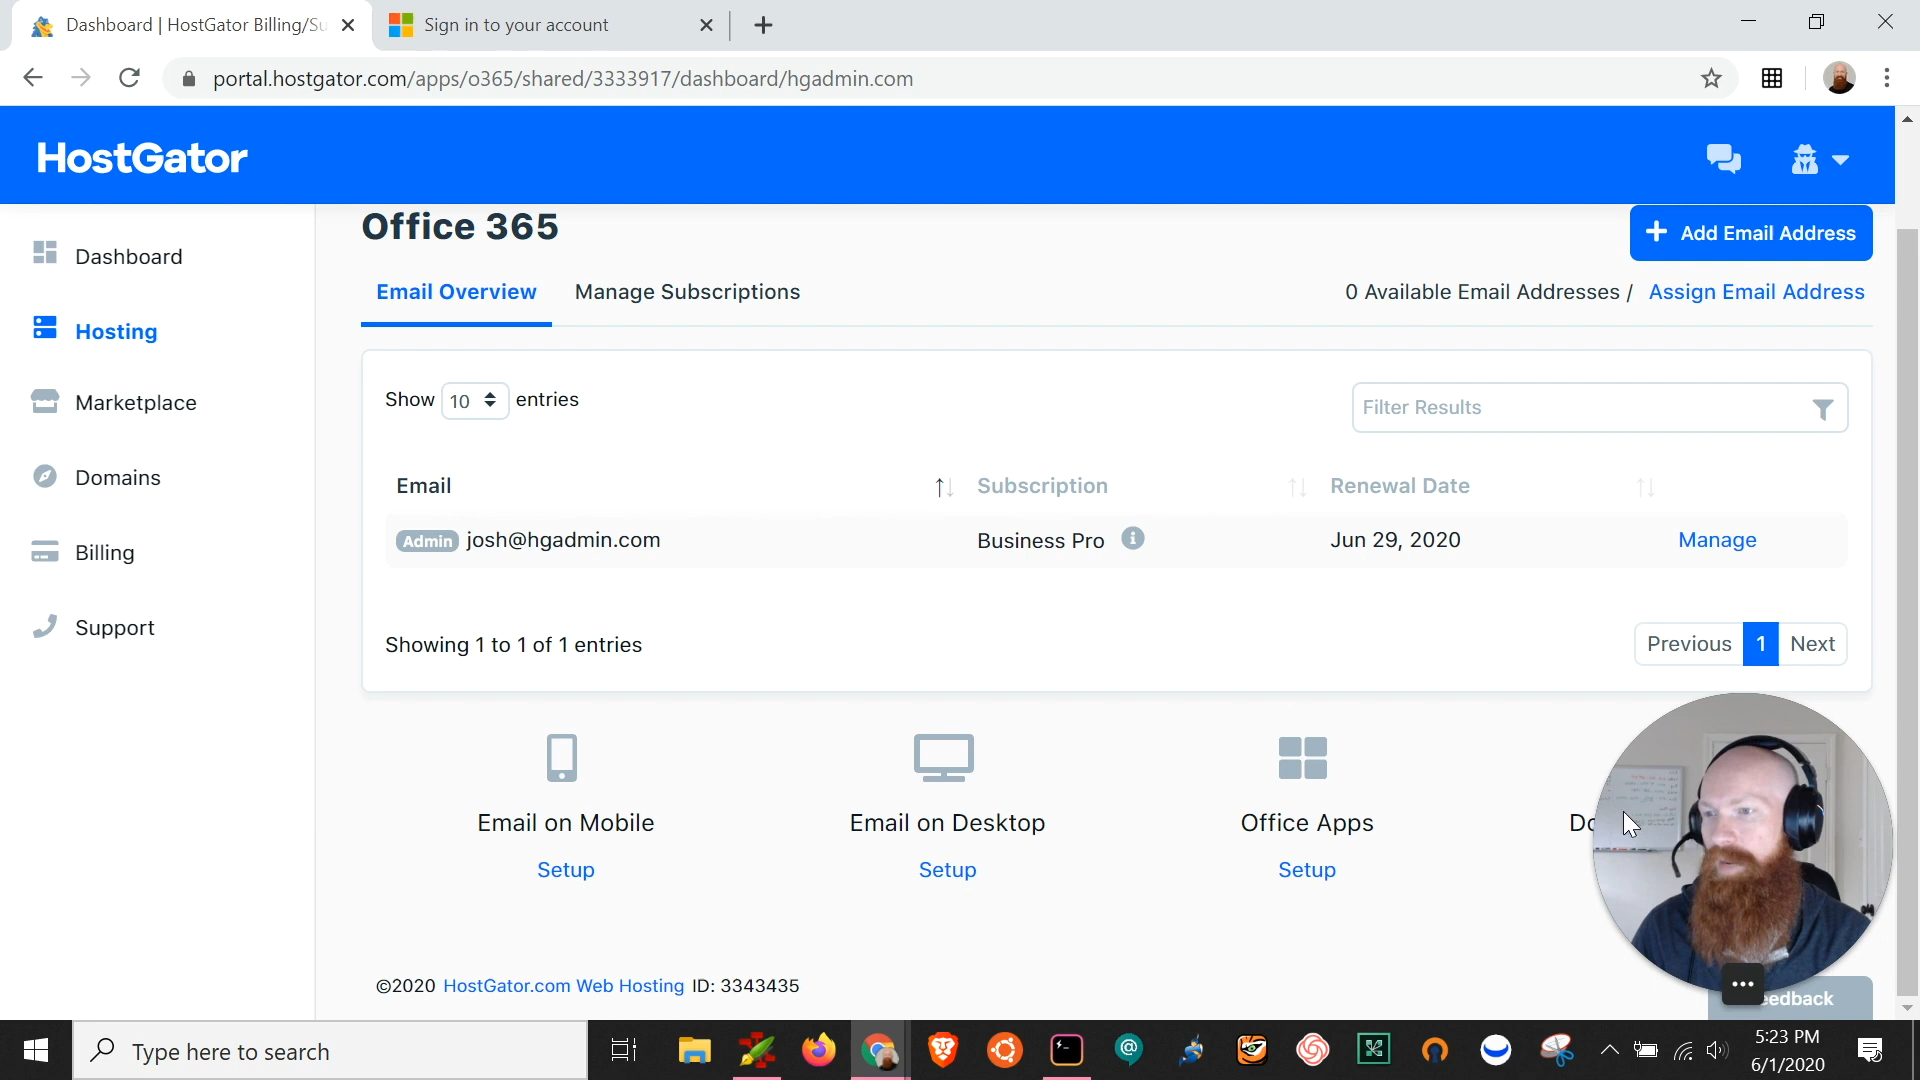 Dashboard | HostGator Billing/Su
Sign in to your account
portal.hostgator.com/apps/o365/shared/3333917/dashboard/hgadmin.com
HostGator
Dashboard
Hosting
Marketplace
Domains
Billing
Support
Office 365
Add Email Address
Email Overview
Manage Subscriptions
0 Available Email Addresses / Assign Email Address
Show 10 entries
Filter Results
Email
Subscription
Renewal Date
Admin josh@hgadmin.com
Business Pro
Jun 29, 2020
Manage
Showing 1 to 1 of 1 entries
Previous 1 Next
Email on Mobile
Setup
Email on Desktop
Setup
Office Apps
Setup
Do
©2020 HostGator.com Web Hosting ID: 3343435
edback
Type here to search
5:23 PM
6/1/2020